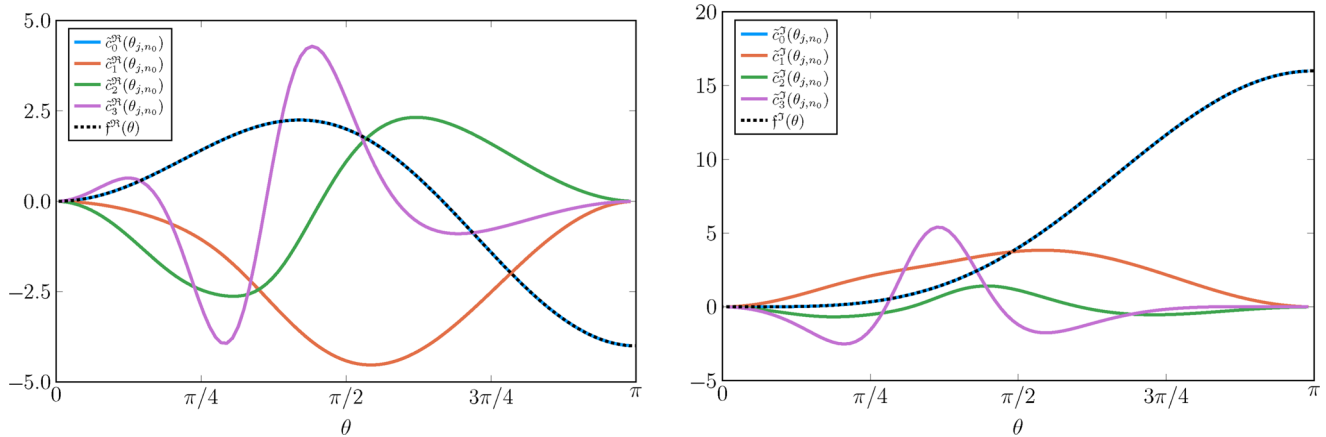 5.0
2.5
0.0
−2.5
−5.0
c̃₀^ℜ(θ_{j,n₀})
c̃₁^ℜ(θ_{j,n₀})
c̃₂^ℜ(θ_{j,n₀})
c̃₃^ℜ(θ_{j,n₀})
𝔣^ℜ(θ)
0 π/4 π/2 3π/4 π
θ
20
15
10
5
0
−5
c̃₀^ℑ(θ_{j,n₀})
c̃₁^ℑ(θ_{j,n₀})
c̃₂^ℑ(θ_{j,n₀})
c̃₃^ℑ(θ_{j,n₀})
𝔣^ℑ(θ)
0 π/4 π/2 3π/4 π
θ